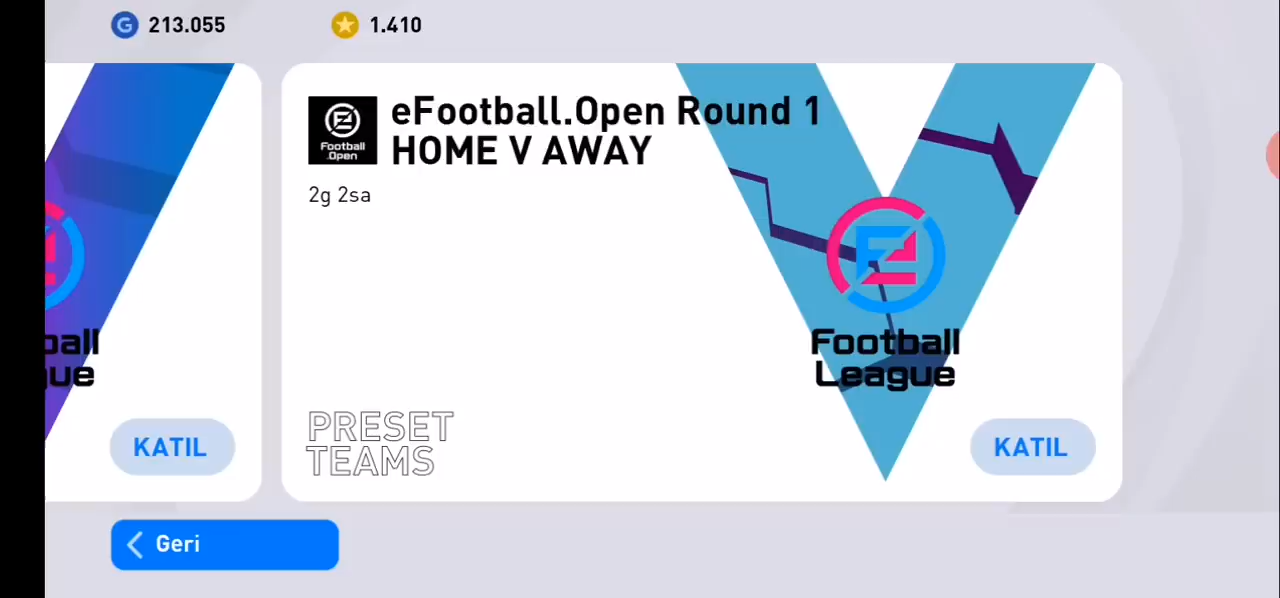 213.055
1.410
eFootball.Open Round 1
HOME V AWAY
Football
.Open
2g 2sa
Football
League
PRESET
TEAMS
KATIL
KATIL
Geri